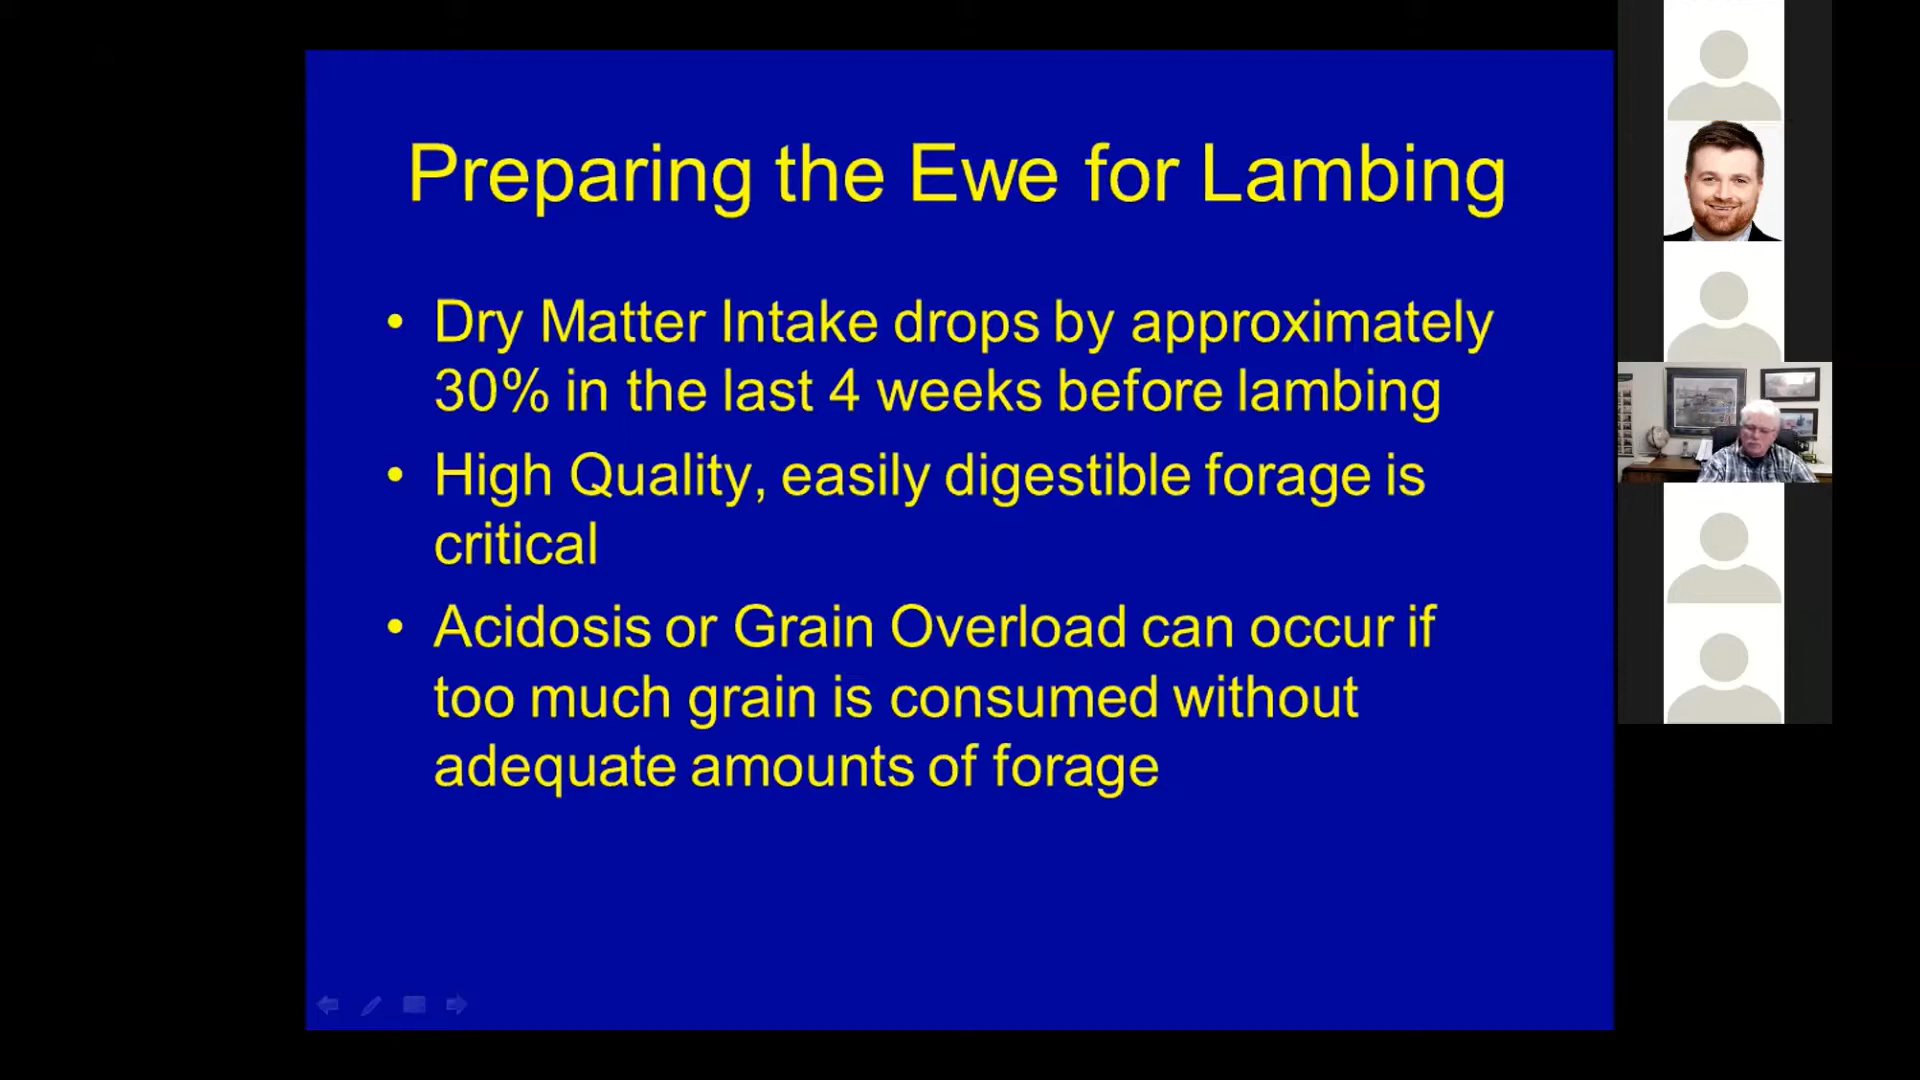 Preparing the Ewe for Lambing
• Dry Matter Intake drops by approximately
30% in the last 4 weeks before lambing
• High Quality, easily digestible forage is
critical
• Acidosis or Grain Overload can occur if
too much grain is consumed without
adequate amounts of forage